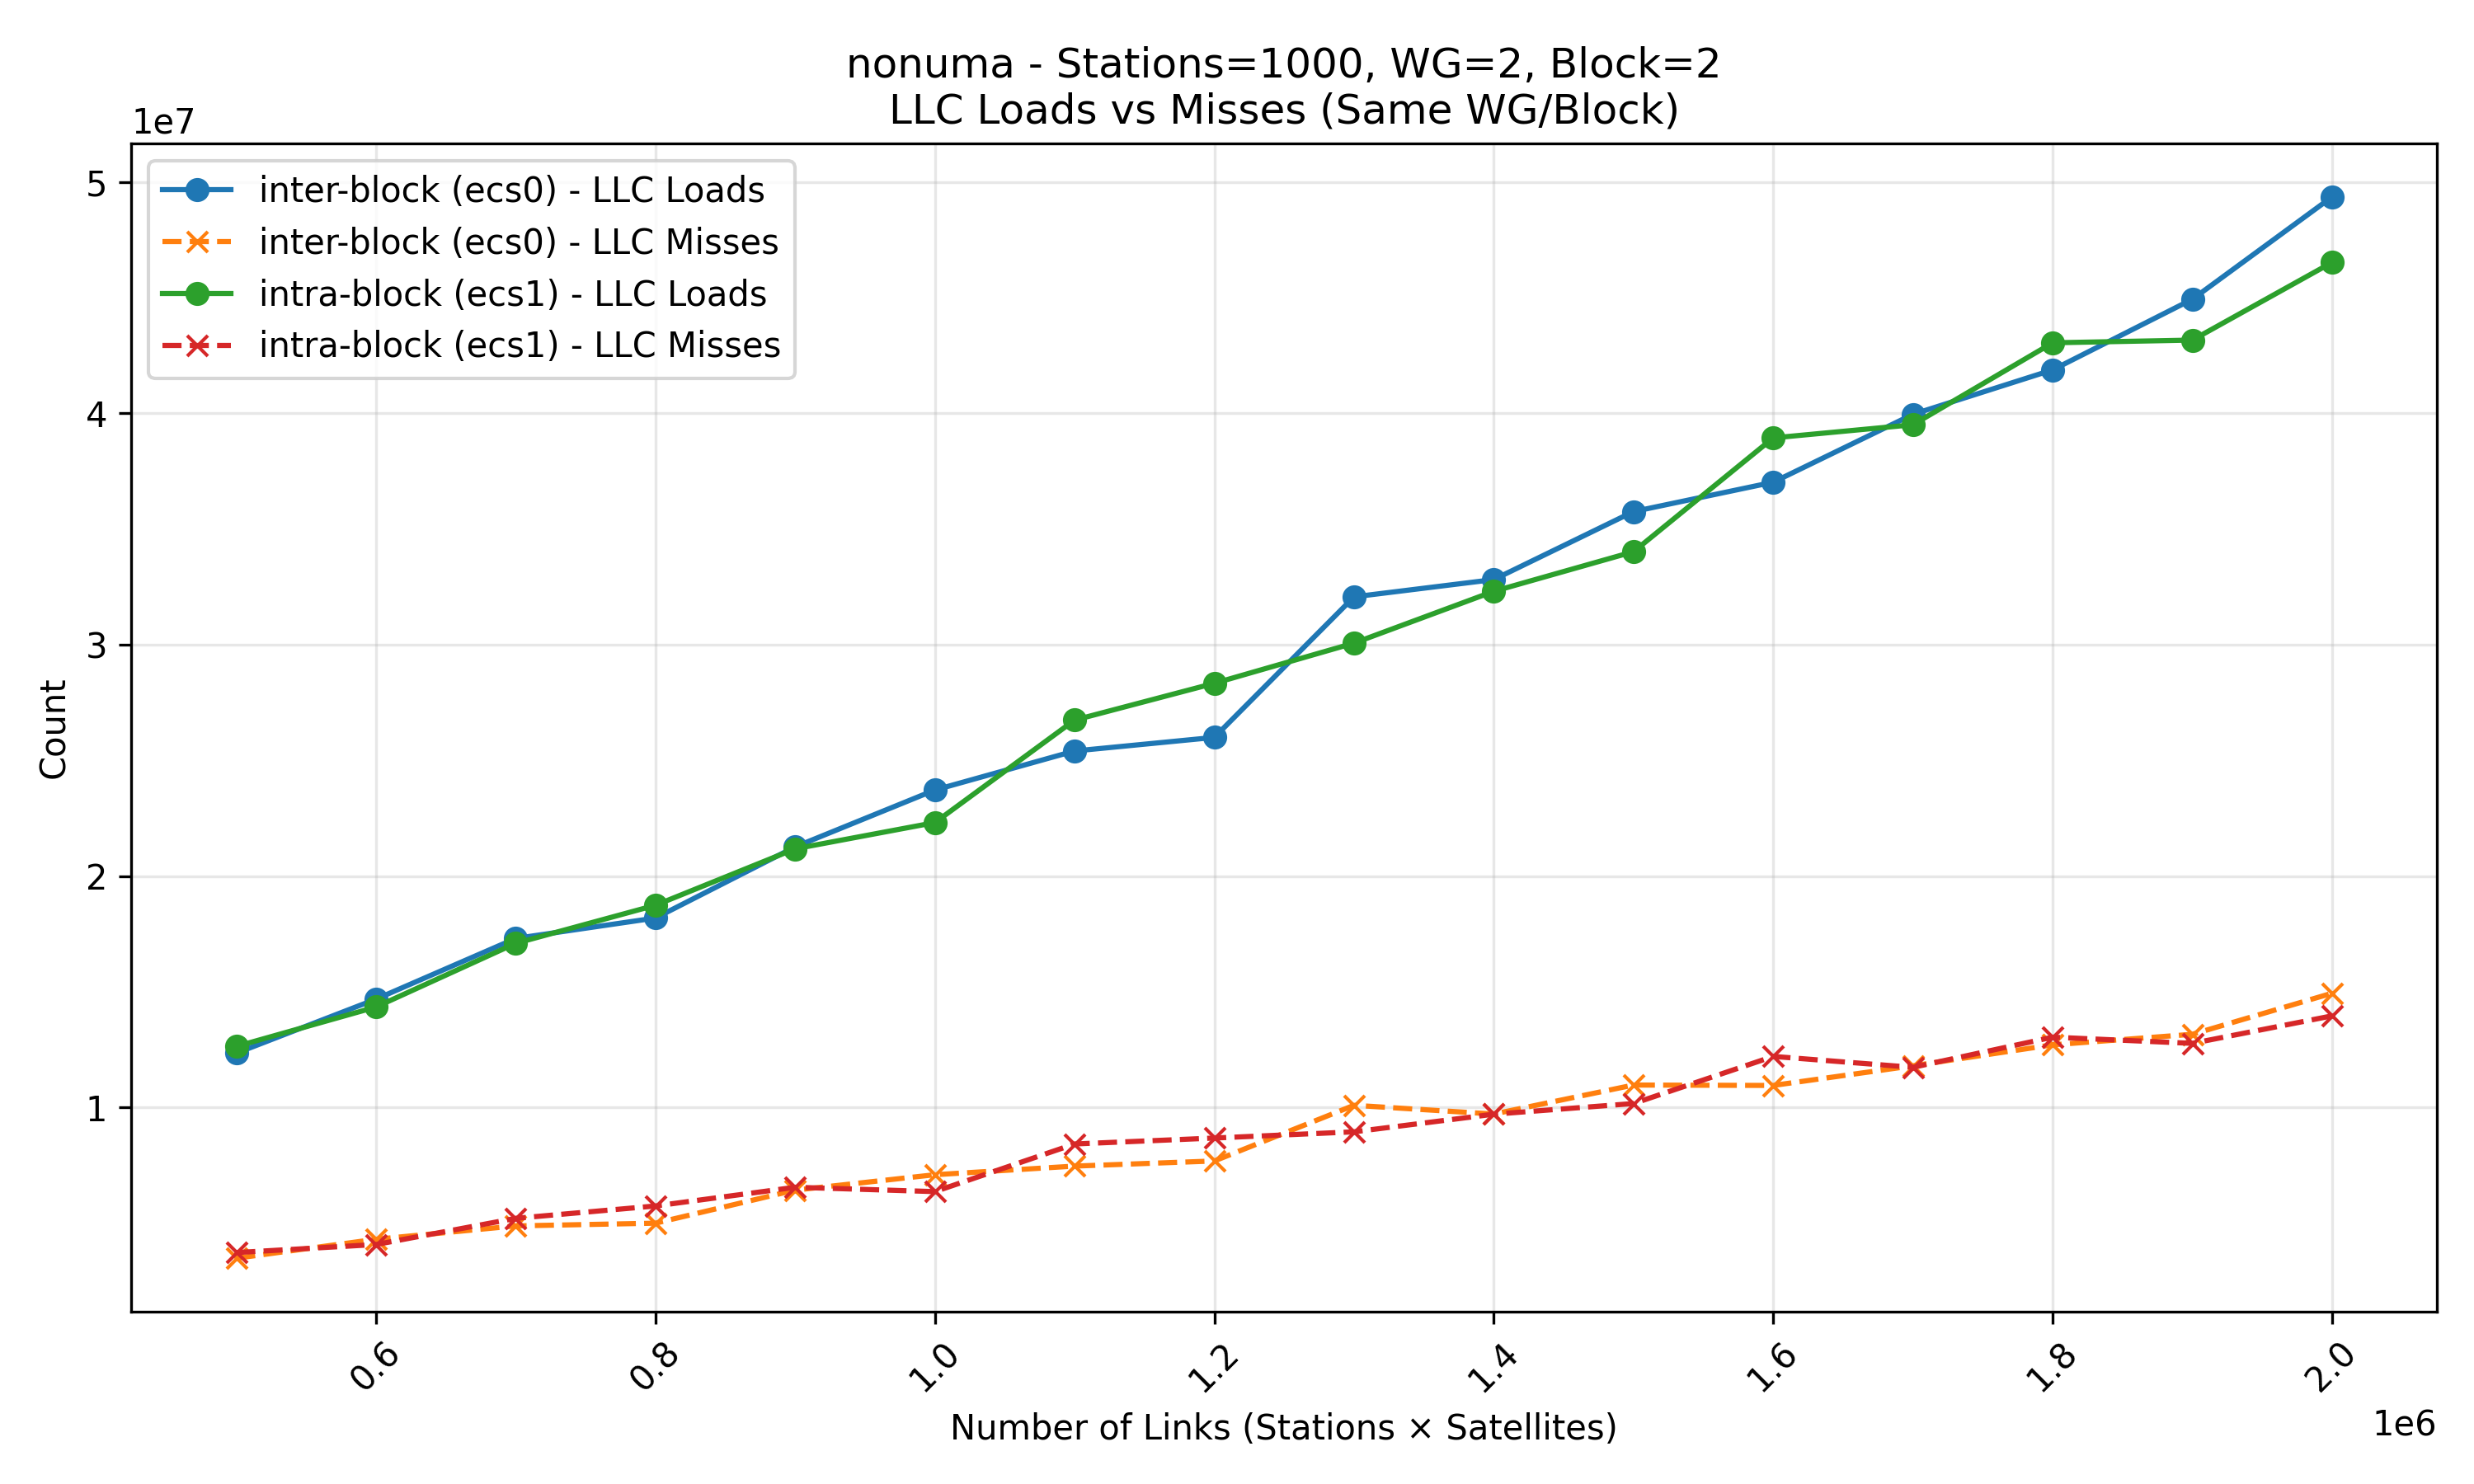 nonuma - Stations=1000, WG=2, Block=2
LLC Loads vs Misses (Same WG/Block)
1e7
inter-block (ecs0) - LLC Loads
inter-block (ecs0) - LLC Misses
intra-block (ecs1) - LLC Loads
intra-block (ecs1) - LLC Misses
5
4
3
2
1
Count
0.6 0.8 1.0 1.2 1.4 1.6 1.8 2.0
Number of Links (Stations × Satellites)
1e6